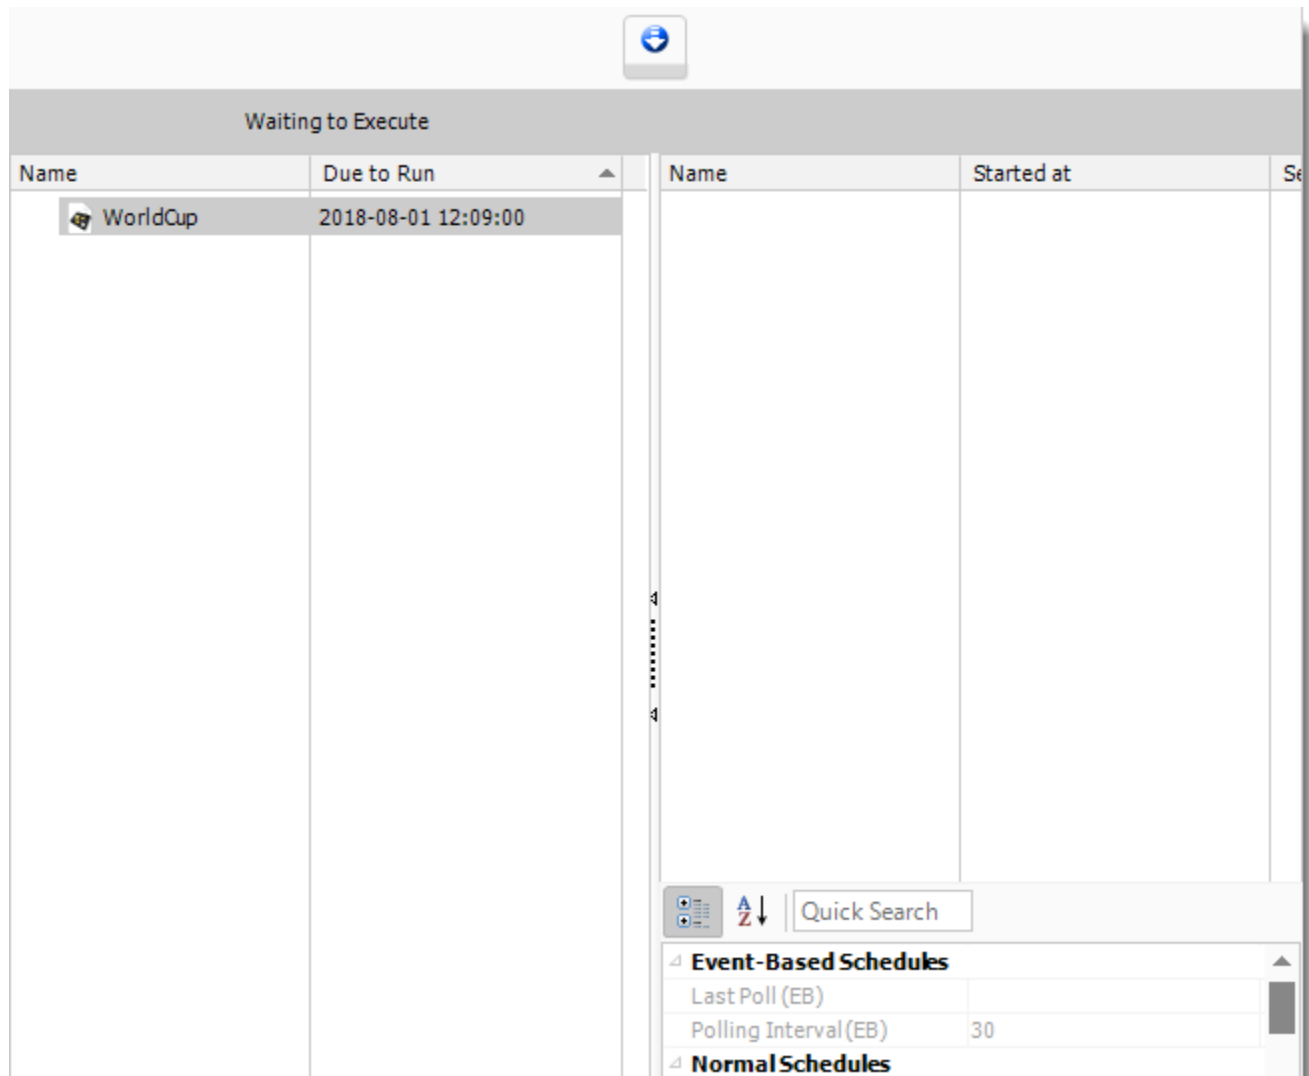 Waiting to Execute
Name Due to Run Name Started at
WorldCup 2018-08-01 12:09:00
A
Z Quick Search
Event-Based Schedules
Last Poll (EB)
Polling Interval (EB) 30
Normal Schedules